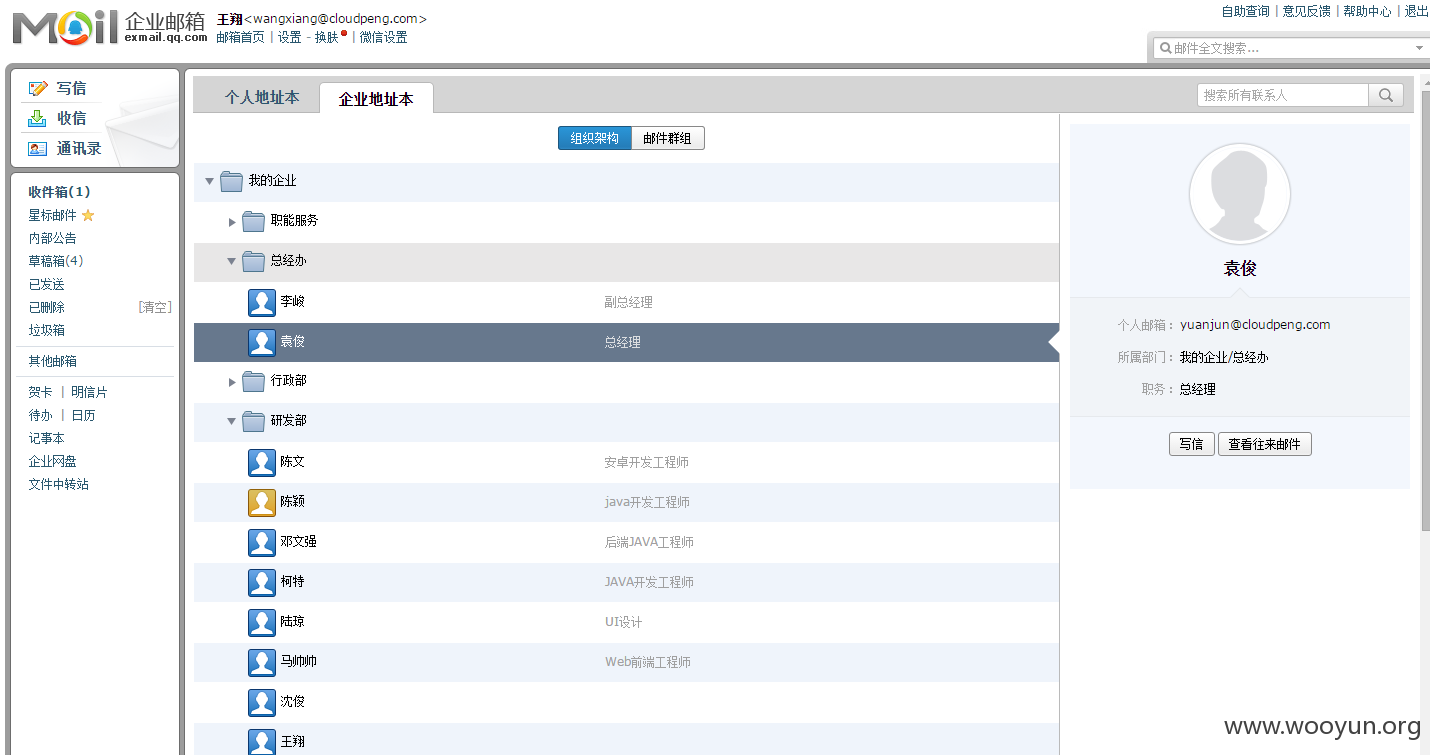 Mail 企业邮箱 exmail.qq.com
王翔<wangxiang@cloudpeng.com>
邮箱首页 | 设置 - 换肤 | 微信设置
自助查询 | 意见反馈 | 帮助中心 | 退出
邮件全文搜索...
写信
收信
通讯录
收件箱(1)
星标邮件
内部公告
草稿箱(4)
已发送
已删除 [清空]
垃圾箱
其他邮箱
贺卡 | 明信片
待办 | 日历
记事本
企业网盘
文件中转站
个人地址本 企业地址本
搜索所有联系人
组织架构 邮件群组
我的企业
职能服务
总经办
李峻 副总经理
袁俊 总经理
行政部
研发部
陈文 安卓开发工程师
陈颖 java开发工程师
邓文强 后端JAVA工程师
柯特 JAVA开发工程师
陆琼 UI设计
马帅帅 Web前端工程师
沈俊
王翔
袁俊
个人邮箱： yuanjun@cloudpeng.com
所属部门： 我的企业/总经办
职务： 总经理
写信 查看往来邮件
www.wooyun.org